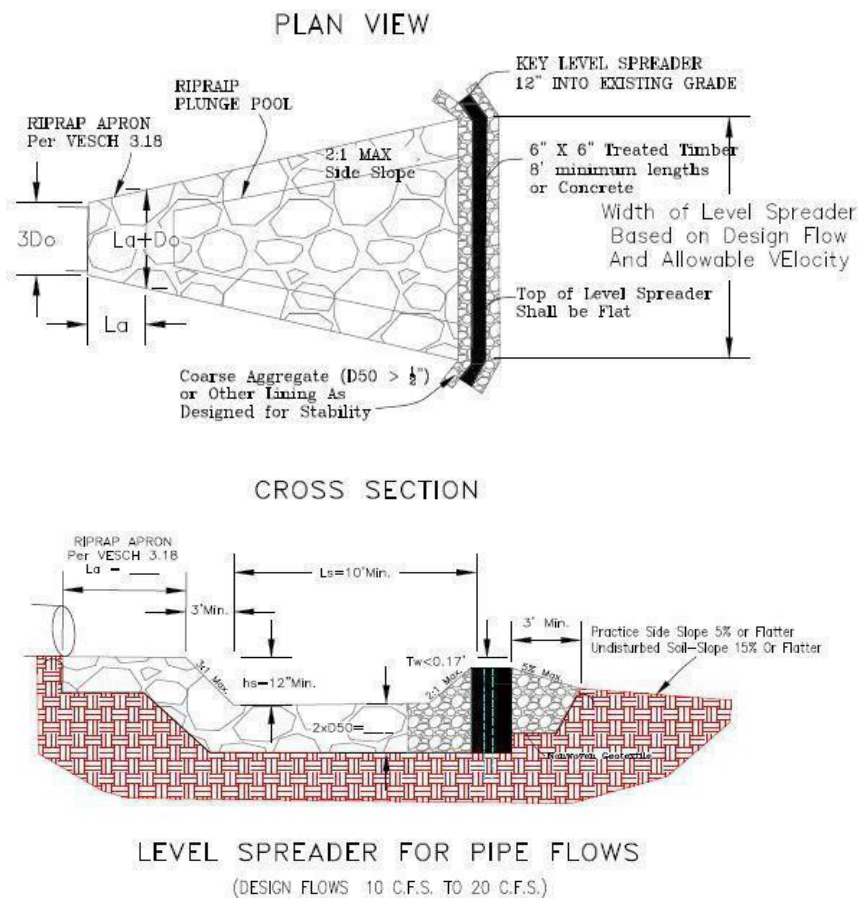 PLAN VIEW
KEY LEVEL SPREADER
12" INTO EXISTING GRADE
RIPRAIP
PLUNGE POOL
RIPRAP APRON
Per VESCH 3.18
2:1 MAX
Side Slope
6" X 6" Treated Timber
8' minimum lengths
or Concrete
3Do
La+Do
Width of Level Spreader
Based on Design Flow
And Allowable VElocity
Top of Level Spreader
Shall be Flat
La
Coarse Aggregate (D50 > ½")
or Other Lining As
Designed for Stability
CROSS SECTION
RIPRAP APRON
Per VESCH 3.18
La - ___
Ls=10'Min.
3'Min.
3' Min.
Practice Side Slope 5% or Flatter
Undisturbed Soil-Slope 15% Or Flatter
3:1 Max.
hs-12"Min.
Tw<0.17'
2:1 Max.
5% Max.
2xD50=___
Nonwoven Geotextile
LEVEL SPREADER FOR PIPE FLOWS
(DESIGN FLOWS 10 C.F.S. TO 20 C.F.S.)